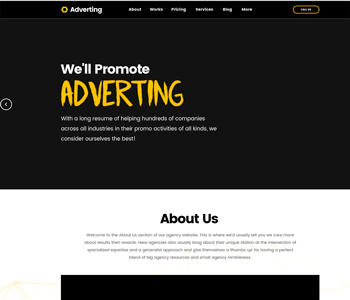 Adverting
About Works Pricing Services Blog More
CALL US
We'll Promote
ADVERTING
With a long resume of helping hundreds of companies
across all industries in their promo activities of all kinds, we
consider ourselves the best!
About Us
Welcome to the About Us section of our agency website. This is where we'd usually tell you we care more
about results than awards. Here agencies also usually brag about their unique station at the intersection of
specialized expertise and a generalist approach and give themselves a 'thumbs up' for having a perfect
blend of big agency resources and small agency nimbleness.